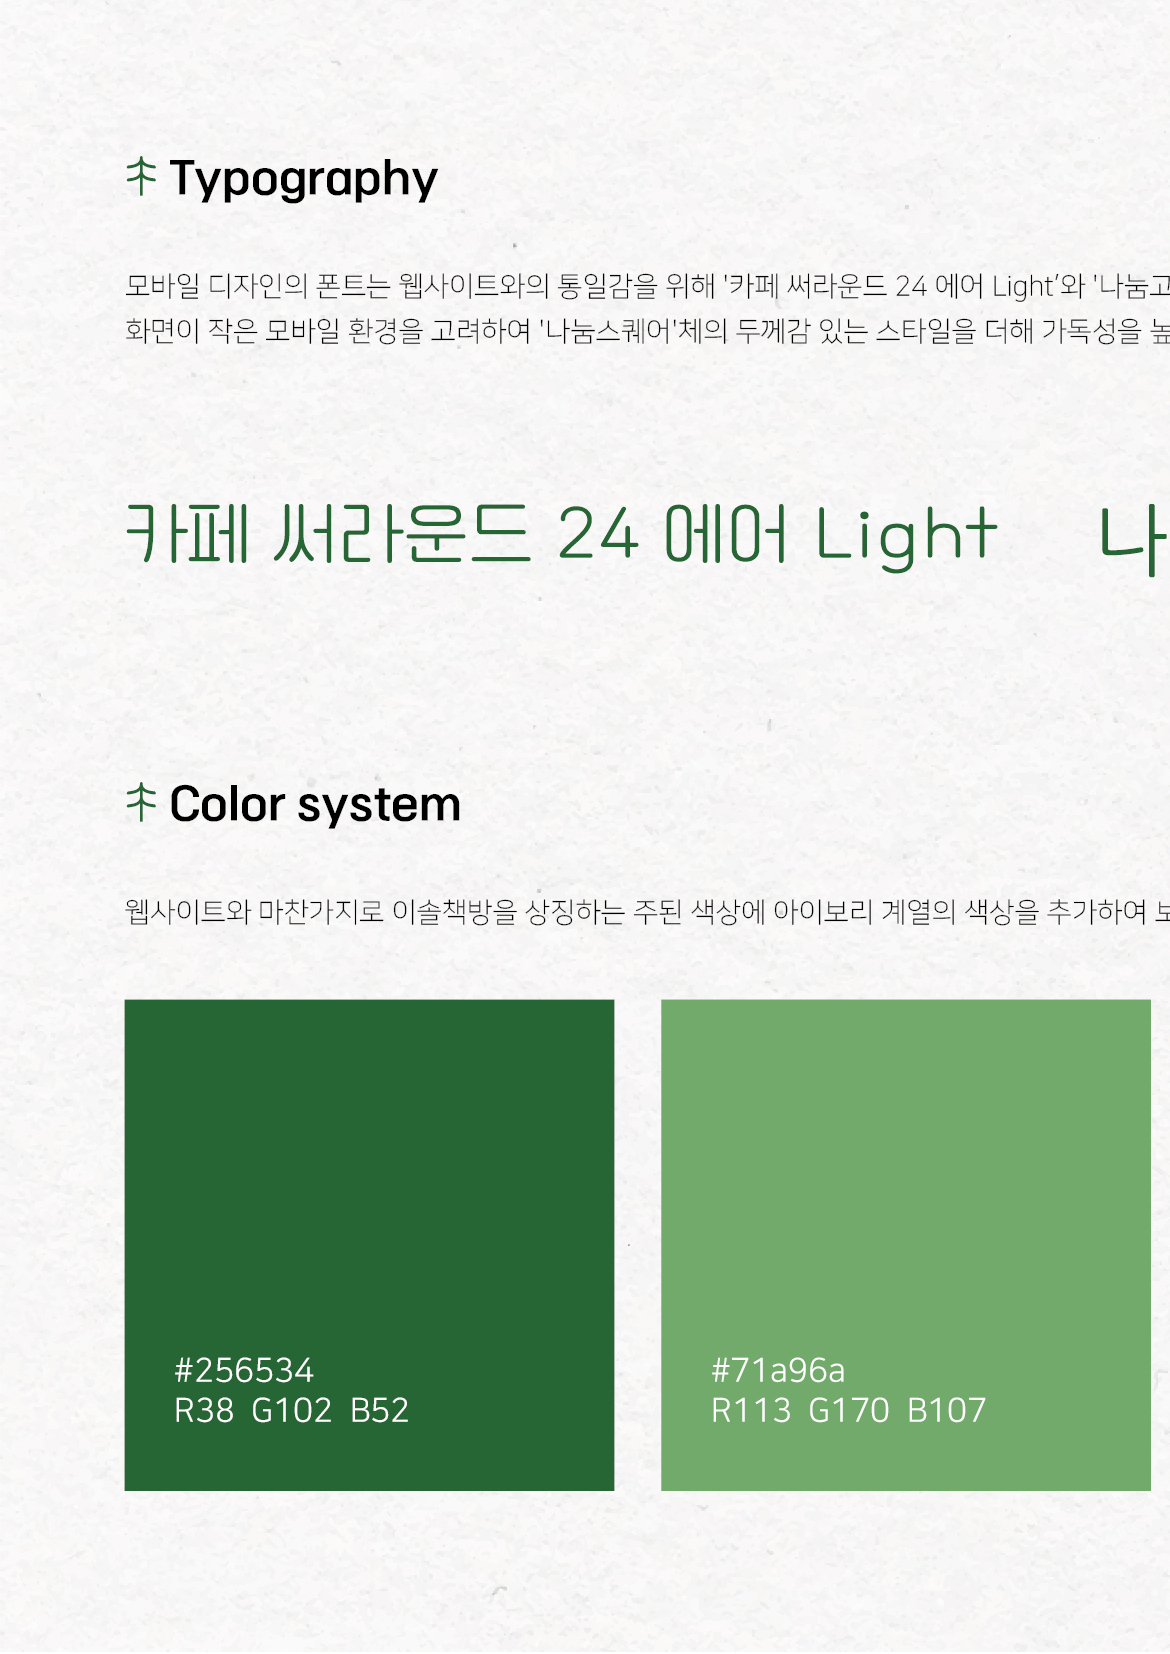 Typography
모바일 디자인의 폰트는 웹사이트와의 통일감을 위해 '카페 써라운드 24 에어 Light'와 '나눔고
화면이 작은 모바일 환경을 고려하여 '나눔스퀘어'체의 두께감 있는 스타일을 더해 가독성을 높
카페 써라운드 24 에어 Light 나
Color system
웹사이트와 마찬가지로 이솔책방을 상징하는 주된 색상에 아이보리 계열의 색상을 추가하여 보
#256534 #71a96a
R38 G102 B52 R113 G170 B107